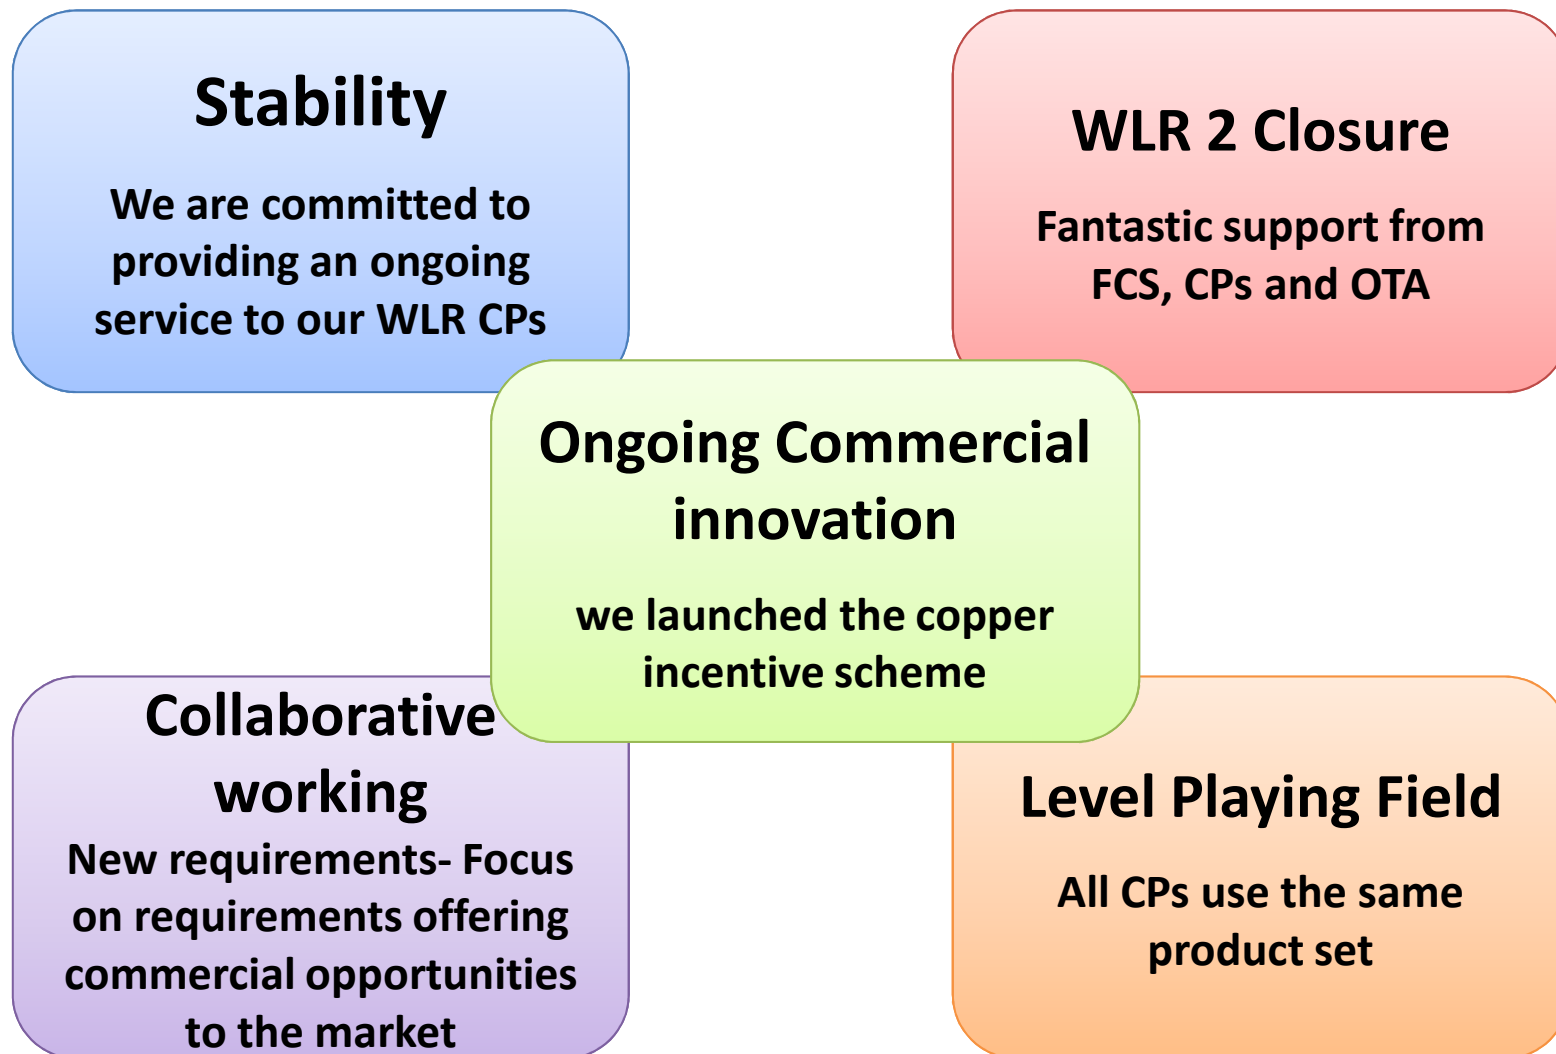 Stability
We are committed to
providing an ongoing
service to our WLR CPs
WLR 2 Closure
Fantastic support from
FCS, CPs and OTA
Ongoing Commercial
innovation
we launched the copper
incentive scheme
Collaborative
working
New requirements- Focus
on requirements offering
commercial opportunities
to the market
Level Playing Field
All CPs use the same
product set